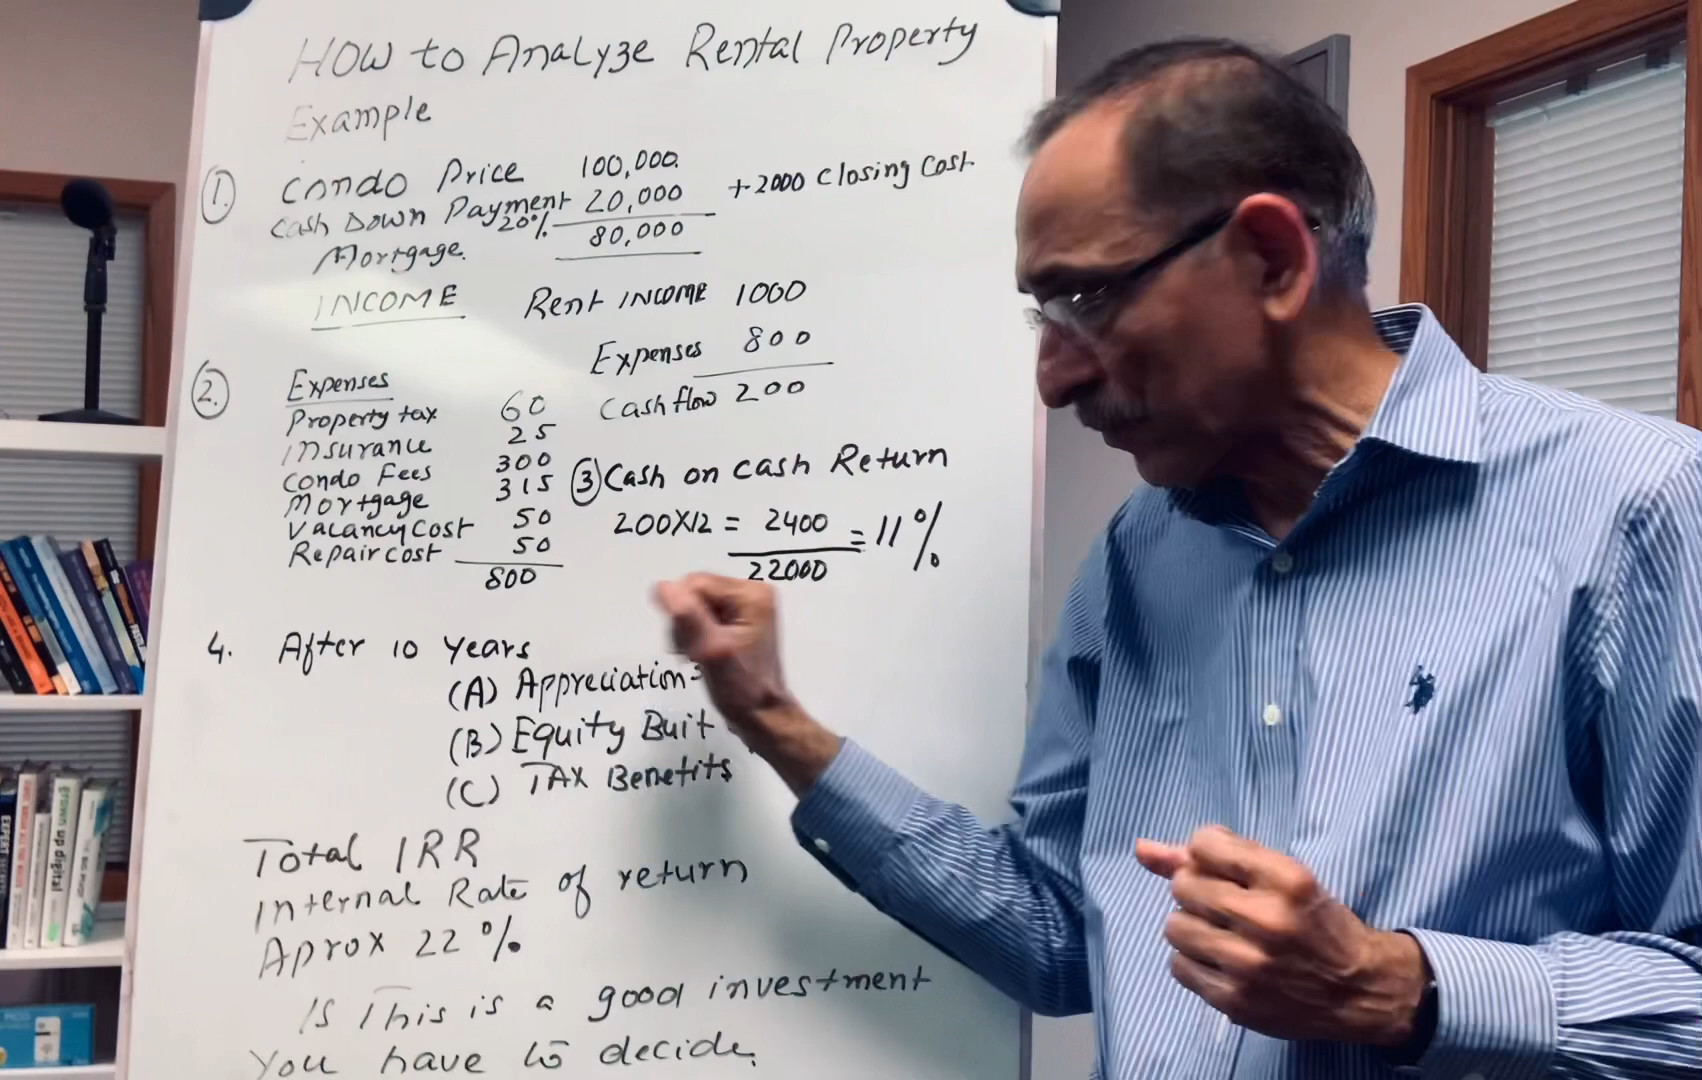 How to Analyze Rental Property
Example
1. Condo Price 100,000.
Cash Down Payment 20,000 + 2000 Closing Cost
20%
Mortgage. 80,000
INCOME Rent INCOME 1000
Expenses 800
Cash flow 200
2. Expenses
Property tax 60
Insurance 25
Condo Fees 300
Mortgage 315
Vacancy Cost 50
Repair cost 50
800
3 Cash on cash Return
200X12 = 2400 = 11%
22000
4. After 10 years
(A) Appreciation=
(B) Equity Buit
(C) TAX Benefits
Total IRR
Internal Rate of return
Aprox 22%
Is This is a good investment
You have to decide.
grown up digital